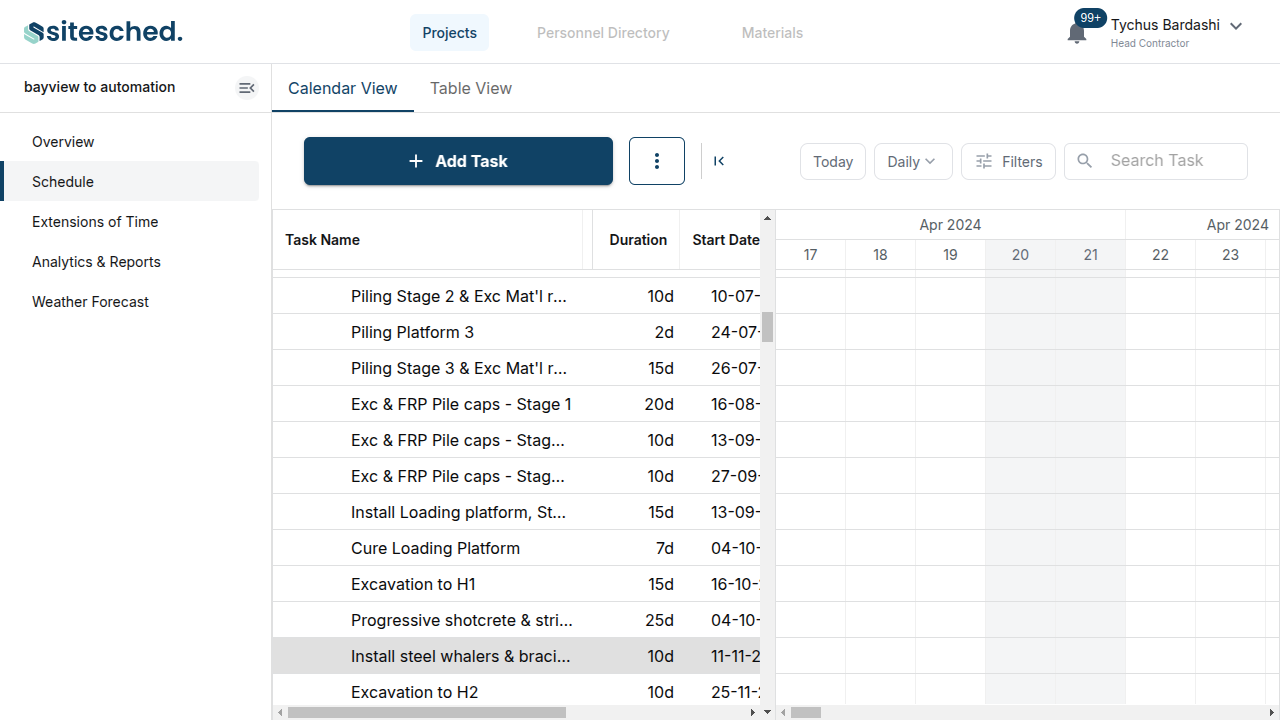 sitesched.
Projects
Personnel Directory
Materials
99+
Tychus Bardashi
Head Contractor
bayview to automation
Calendar View
Table View
Overview
Schedule
Extensions of Time
Analytics & Reports
Weather Forecast
Add Task
Today
Daily
Filters
Search Task
Task Name
Duration
Start Date
Apr 2024
Apr 2024
17 18 19 20 21 22 23
Piling Stage 2 & Exc Mat'l r... 10d 10-07-
Piling Platform 3 2d 24-07-
Piling Stage 3 & Exc Mat'l r... 15d 26-07-
Exc & FRP Pile caps - Stage 1 20d 16-08-
Exc & FRP Pile caps - Stag... 10d 13-09-
Exc & FRP Pile caps - Stag... 10d 27-09-
Install Loading platform, St... 15d 13-09-
Cure Loading Platform 7d 04-10-
Excavation to H1 15d 16-10-
Progressive shotcrete & stri... 25d 04-10-
Install steel whalers & braci... 10d 11-11-2
Excavation to H2 10d 25-11-